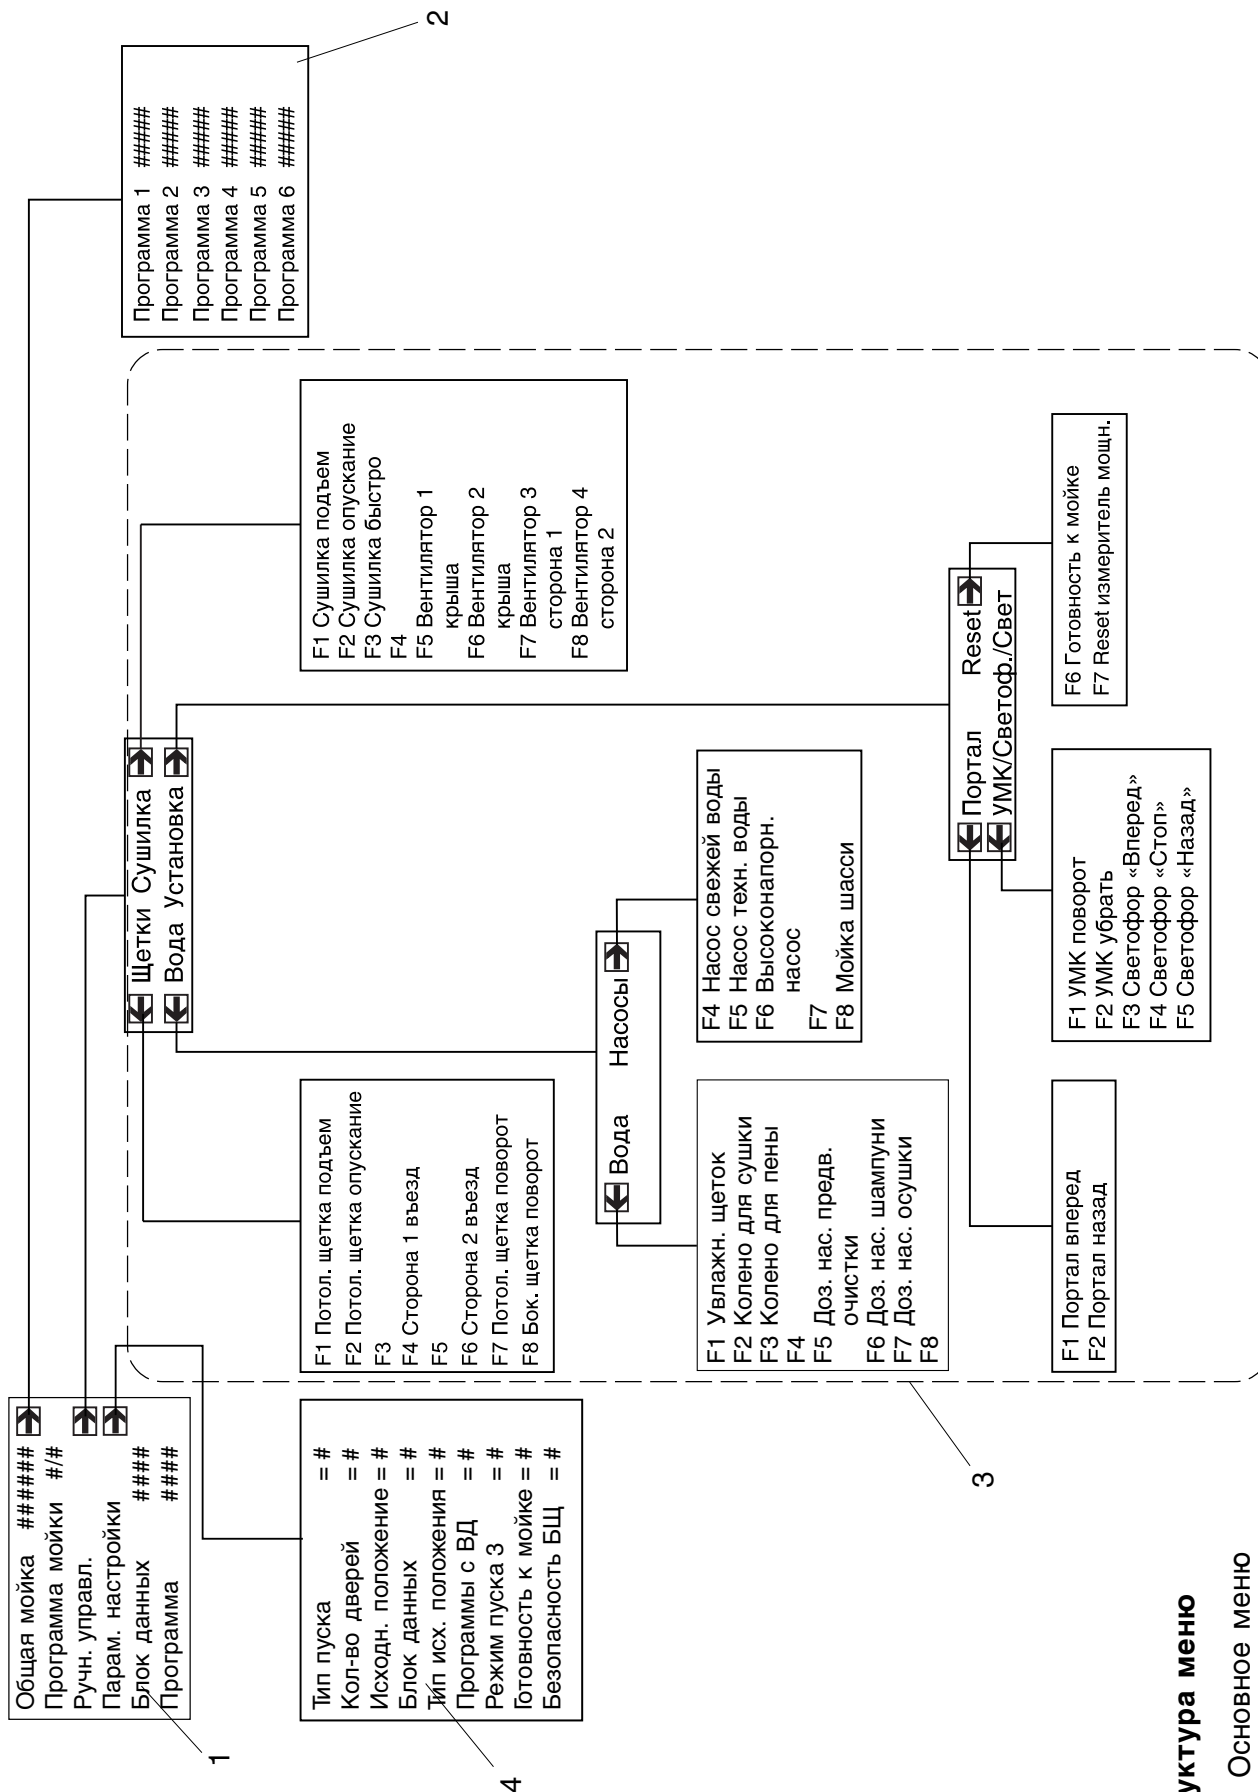 Общая мойка ######
Программа мойки #/#
Ручн. управл.
Парам. настройки
Блок данных ####
Программа ####
1
Программа 1 ######
Программа 2 ######
Программа 3 ######
Программа 4 ######
Программа 5 ######
Программа 6 ######
2
Щетки Сушилка
Вода Установка
Тип пуска = #
Кол-во дверей = #
Исходн. положение = #
Блок данных = #
Тип исх. положения = #
Программы с ВД = #
Режим пуска 3 = #
Готовность к мойке = #
Безопасность БЩ = #
4
F1 Потол. щетка подъем
F2 Потол. щетка опускание
F3
F4 Сторона 1 въезд
F5
F6 Сторона 2 въезд
F7 Потол. щетка поворот
F8 Бок. щетка поворот
F1 Сушилка подъем
F2 Сушилка опускание
F3 Сушилка быстро
F4
F5 Вентилятор 1
крыша
F6 Вентилятор 2
крыша
F7 Вентилятор 3
сторона 1
F8 Вентилятор 4
сторона 2
Вода Насосы
F1 Увлажн. щеток
F2 Колено для сушки
F3 Колено для пены
F4
F5 Доз. нас. предв.
очистки
F6 Доз. нас. шампуни
F7 Доз. нас. осушки
F8
F4 Насос свежей воды
F5 Насос техн. воды
F6 Высоконапорн.
насос
F7
F8 Мойка шасси
3
Портал Reset
УМК/Светоф./Свет
F1 Портал вперед
F2 Портал назад
F1 УМК поворот
F2 УМК убрать
F3 Светофор «Вперед»
F4 Светофор «Стоп»
F5 Светофор «Назад»
F6 Готовность к мойке
F7 Reset измеритель мощн.
уктура меню
Основное меню